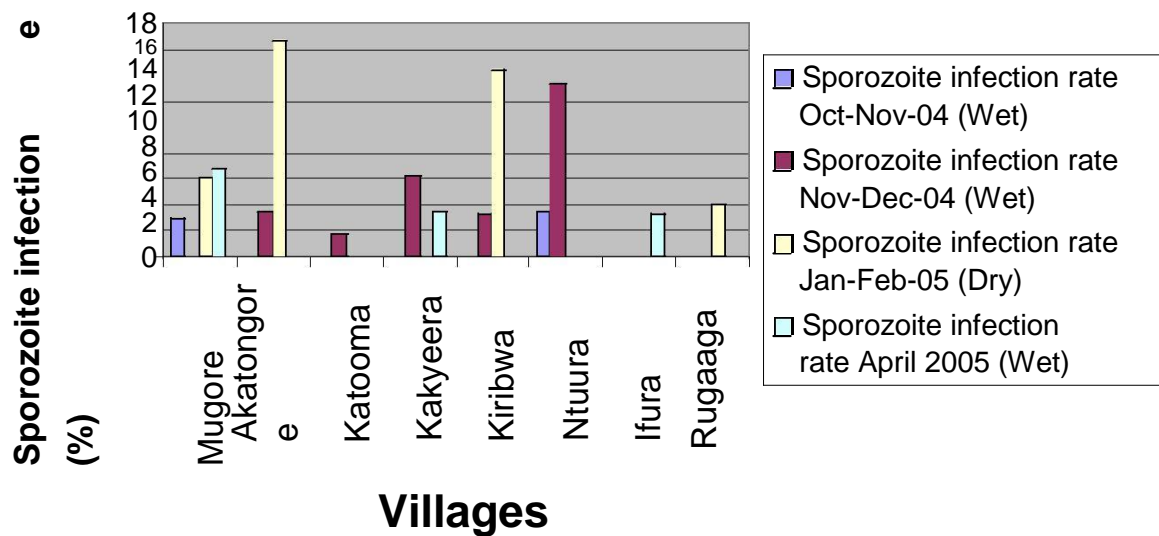 Sporozoite infection e
(%)
18
16
14
12
10
8
6
4
2
0
Mugore
Akatongor
e
Katooma
Kakyeera
Kiribwa
Ntuura
Ifura
Rugaaga
Villages
Sporozoite infection rate
Oct-Nov-04 (Wet)
Sporozoite infection rate
Nov-Dec-04 (Wet)
Sporozoite infection rate
Jan-Feb-05 (Dry)
Sporozoite infection
rate April 2005 (Wet)